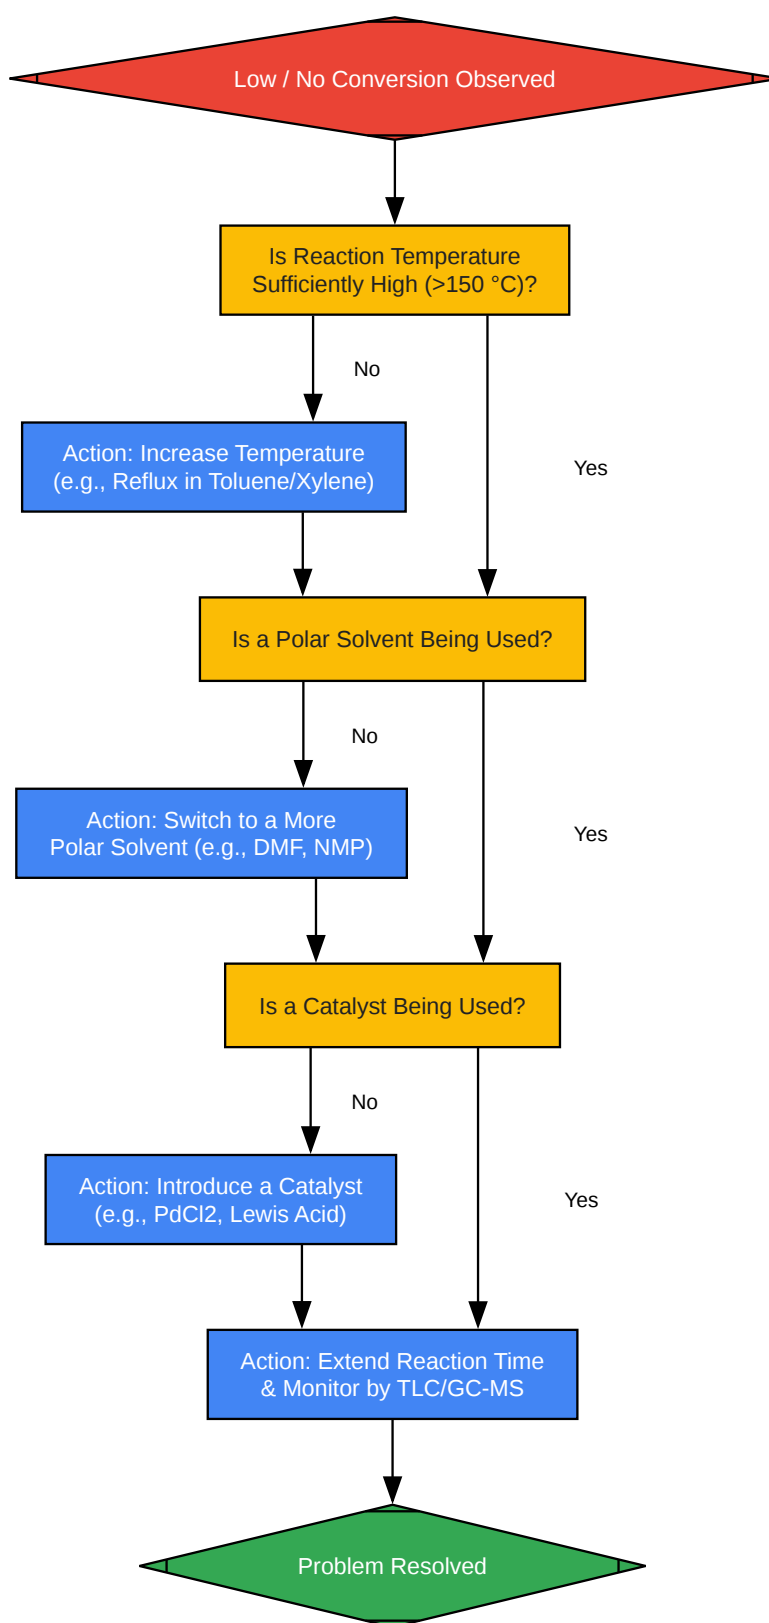 Low / No Conversion Observed
Is Reaction Temperature
Sufficiently High (>150 °C)?
No
Action: Increase Temperature
(e.g., Reflux in Toluene/Xylene)
Yes
Is a Polar Solvent Being Used?
No
Action: Switch to a More
Polar Solvent (e.g., DMF, NMP)
Yes
Is a Catalyst Being Used?
No
Action: Introduce a Catalyst
(e.g., PdCl2, Lewis Acid)
Yes
Action: Extend Reaction Time
& Monitor by TLC/GC-MS
Problem Resolved